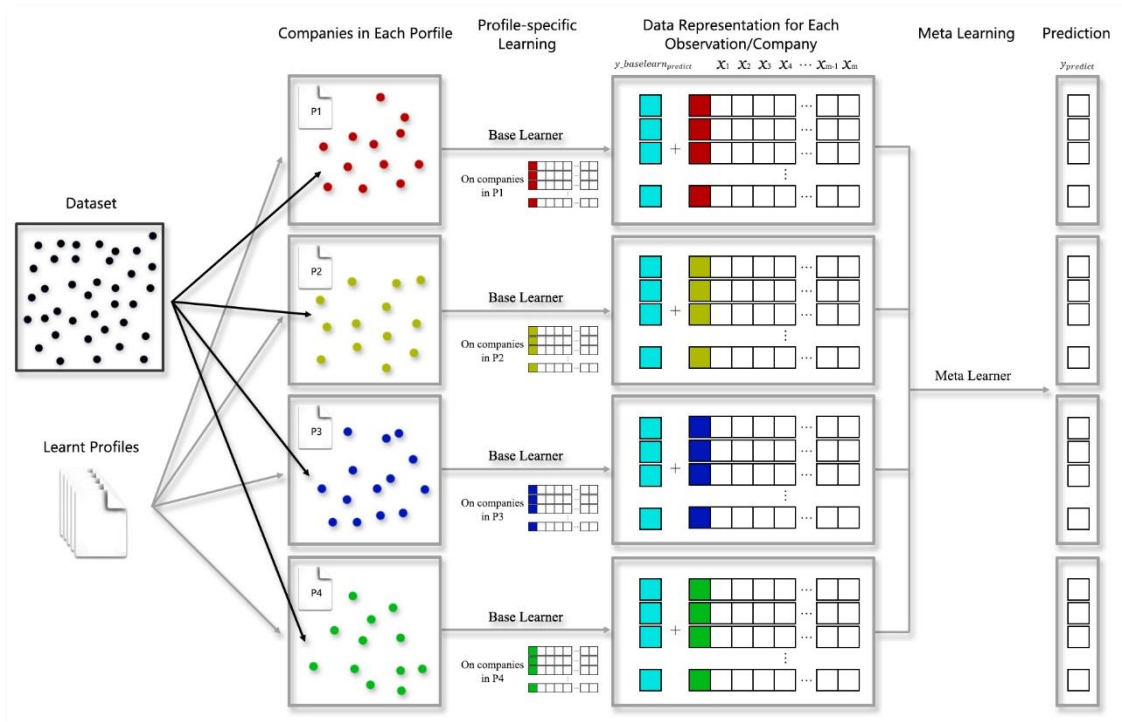 Companies in Each Porfile
Profile-specific
Learning
Data Representation for Each
Observation/Company
Meta Learning
Prediction
y_baselearn_predict
x₁ x₂ x₃ x₄ ... xₘ₋₁ xₘ
y_predict
Dataset
Learnt Profiles
P1
Base Learner
On companies
in P1
+
...
⋮
...
P2
Base Learner
On companies
in P2
+
...
⋮
...
Meta Learner
P3
Base Learner
On companies
in P3
+
...
⋮
...
P4
Base Learner
On companies
in P4
+
...
⋮
...